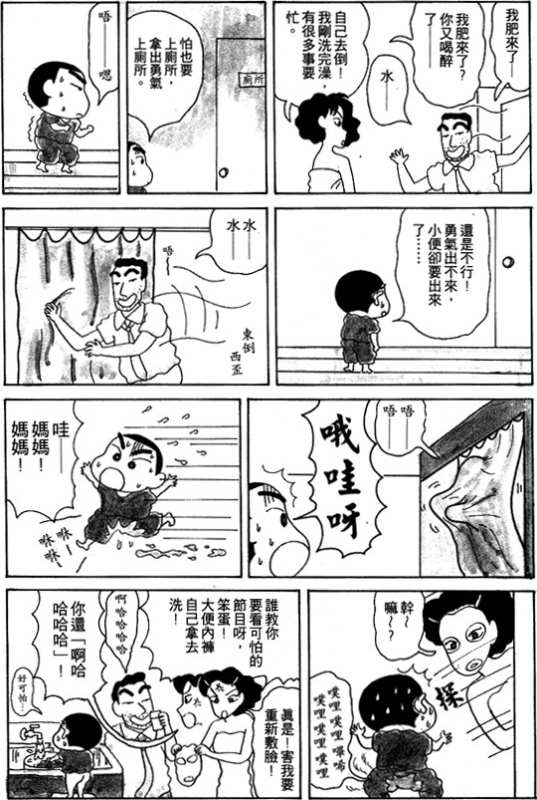 我肥來了——
我肥來了？
你又喝醉
了——
水——
自己去倒！
我剛洗完澡，
有很多事要
忙。
廁所
怕也要
上廁所，
拿出勇氣
上廁所。
唔——嗯
還是不行！
勇氣出不來，
小便卻要出來
了……
水水————
唔~
東倒
西歪
唔唔————
哦哇呀
哇——
媽媽！
媽媽！
咻~
咻~
幹~
嘛~？
揉
噗哩噗哩噗哩
噗哩噗哩噗哩
誰教你
要看可怕的
節目呀，
笨蛋！
大便內褲
自己拿去
洗！
真是！害我要
重新敷臉！
啊哈哈哈哈
你還「啊哈
哈哈哈」！
好可怕…